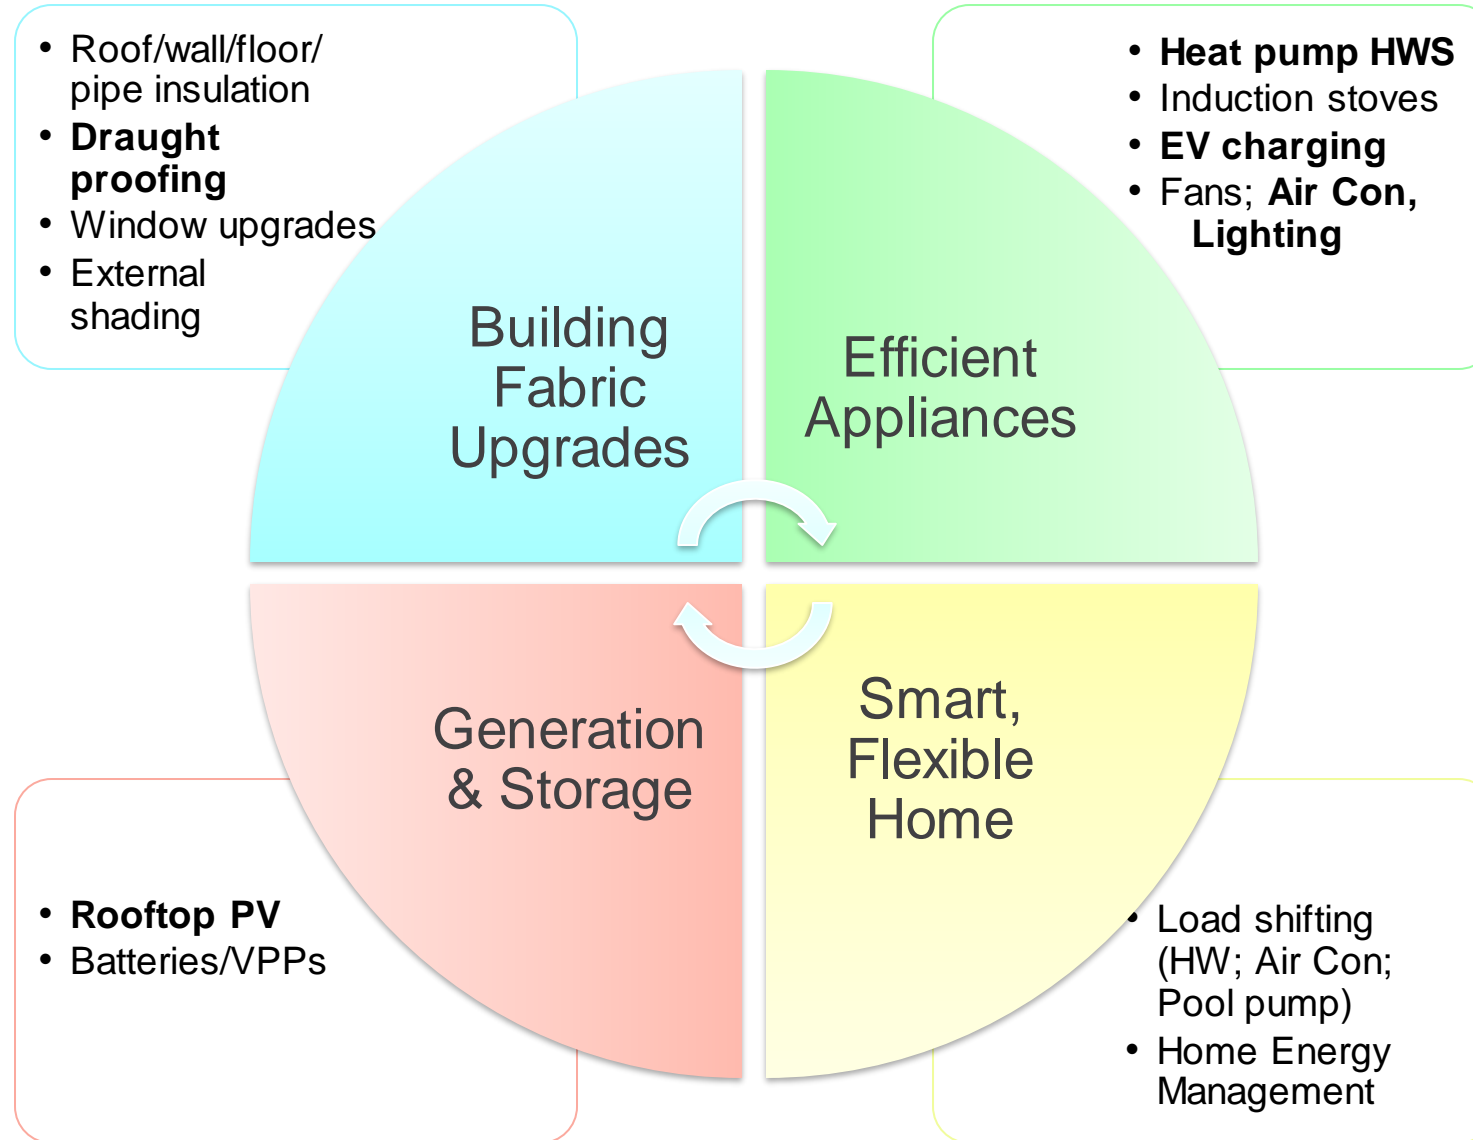 • Roof/wall/floor/
pipe insulation
• Draught
proofing
• Window upgrades
• External
shading
• Heat pump HWS
• Induction stoves
• EV charging
• Fans; Air Con,
Lighting
Building
Fabric
Upgrades
Efficient
Appliances
Generation
& Storage
Smart,
Flexible
Home
• Rooftop PV
• Batteries/VPPs
• Load shifting
(HW; Air Con;
Pool pump)
• Home Energy
Management